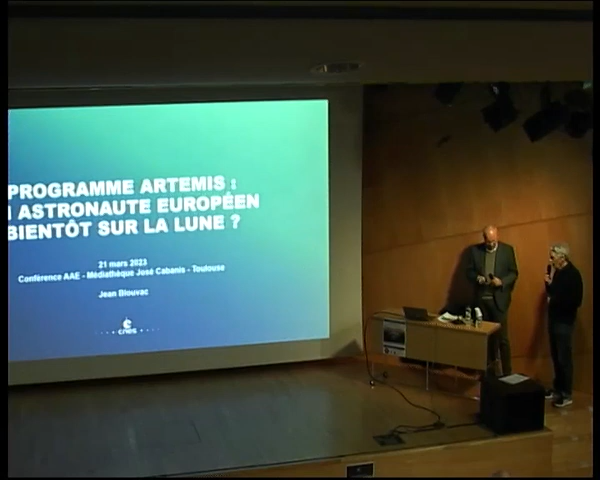 PROGRAMME ARTEMIS :
ASTRONAUTE EUROPÉEN
BIENTÔT SUR LA LUNE ?
21 mars 2023
Conférence AAE - Médiathèque José Cabanis - Toulouse
Jean Blouvac
cnes